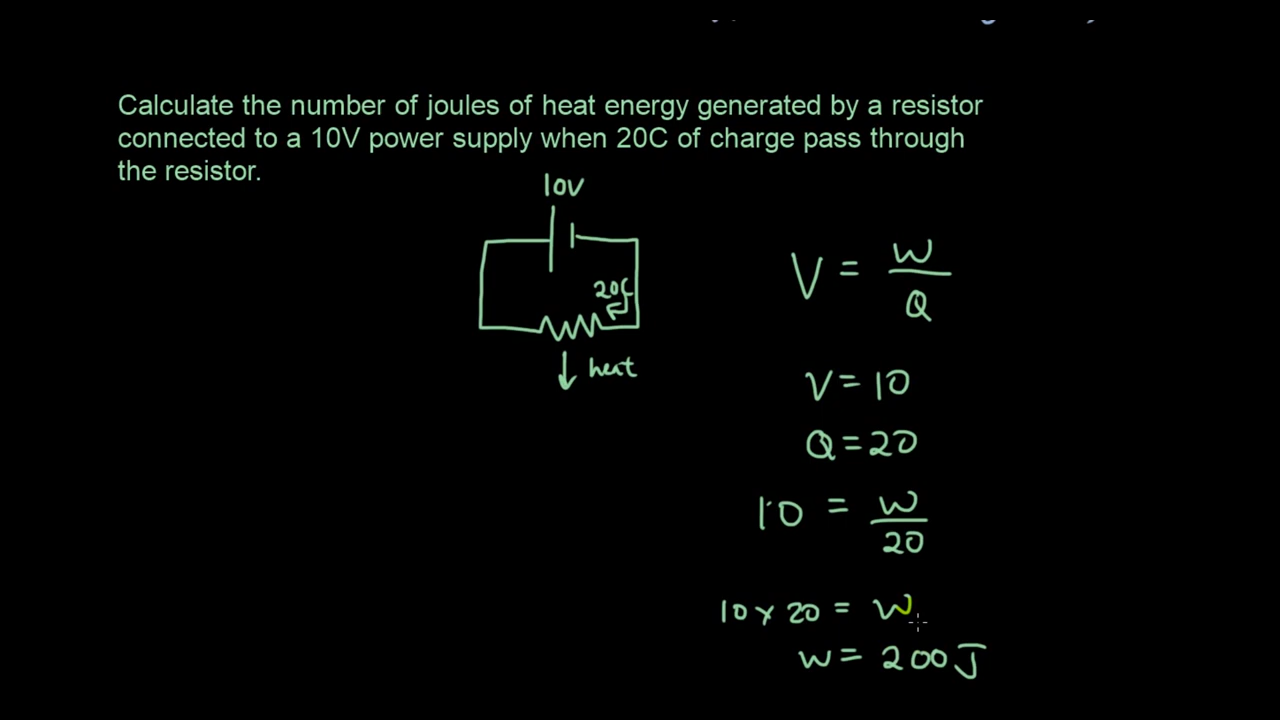 Calculate the number of joules of heat energy generated by a resistor
connected to a 10V power supply when 20C of charge pass through
the resistor.
10V
20C
heat
V = W/Q
V = 10
Q = 20
10 = W/20
10 x 20 = W
W = 200 J